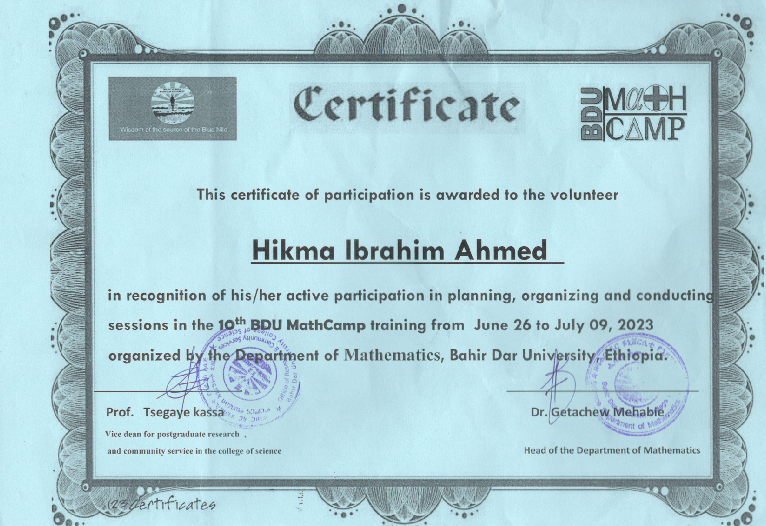 Certificate
BDU
MATH
CAMP
Wisdom at the source of the Blue Nile
This certificate of participation is awarded to the volunteer
Hikma Ibrahim Ahmed
in recognition of his/her active participation in planning, organizing and conducting
sessions in the 10th BDU MathCamp training from June 26 to July 09, 2023
organized by the Department of Mathematics, Bahir Dar University, Ethiopia.
Prof. Tsegaye kassa
Vice dean for postgraduate research ,
and community service in the college of science
Dr. Getachew Mehabie
Head of the Department of Mathematics
123certificates